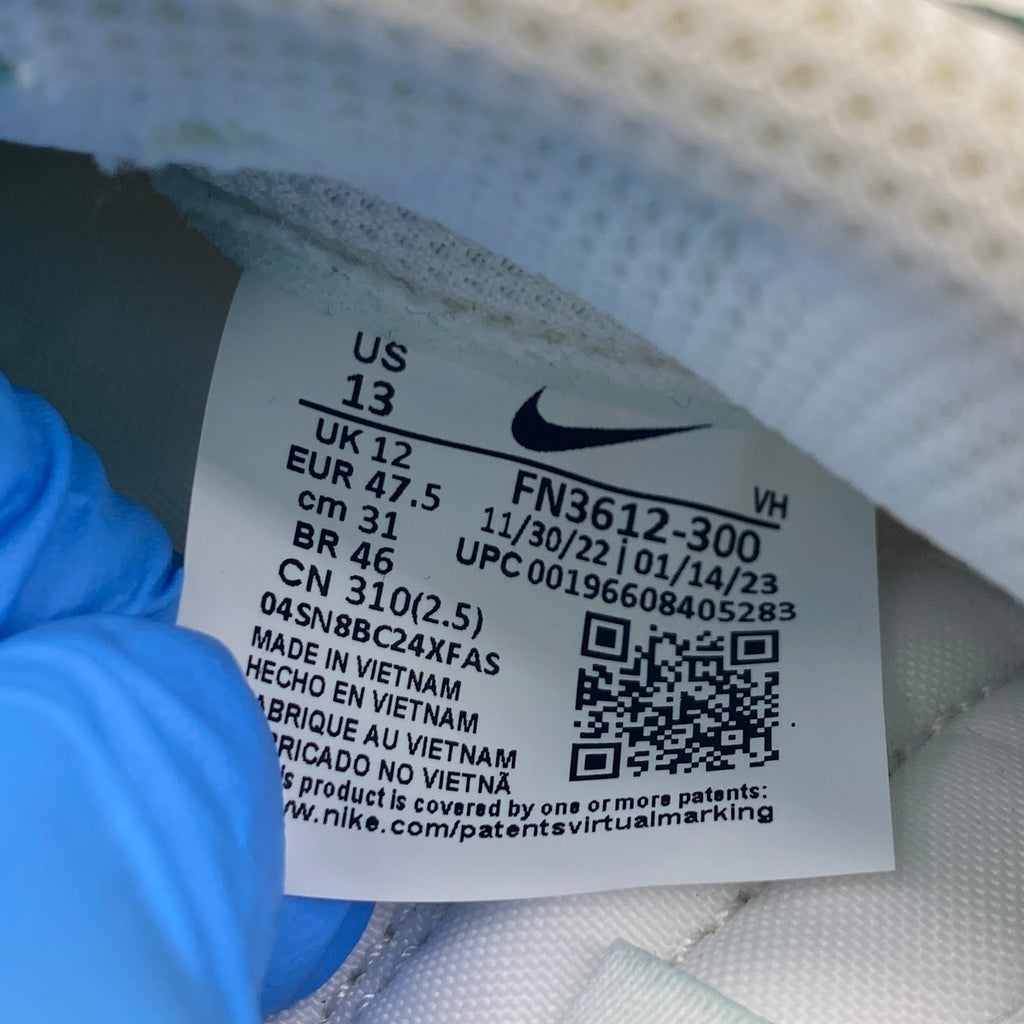 US
13
UK 12
EUR 47.5
cm 31
BR 46
CN 310(2.5)
04SN8BC24XFAS
VH
FN3612-300
11/30/22 | 01/14/23
UPC 00196608405283
MADE IN VIETNAM
HECHO EN VIETNAM
ABRIQUE AU VIETNAM
RICADO NO VIETNÃ
s product is covered by one or more patents:
w.nike.com/patentsvirtualmarking